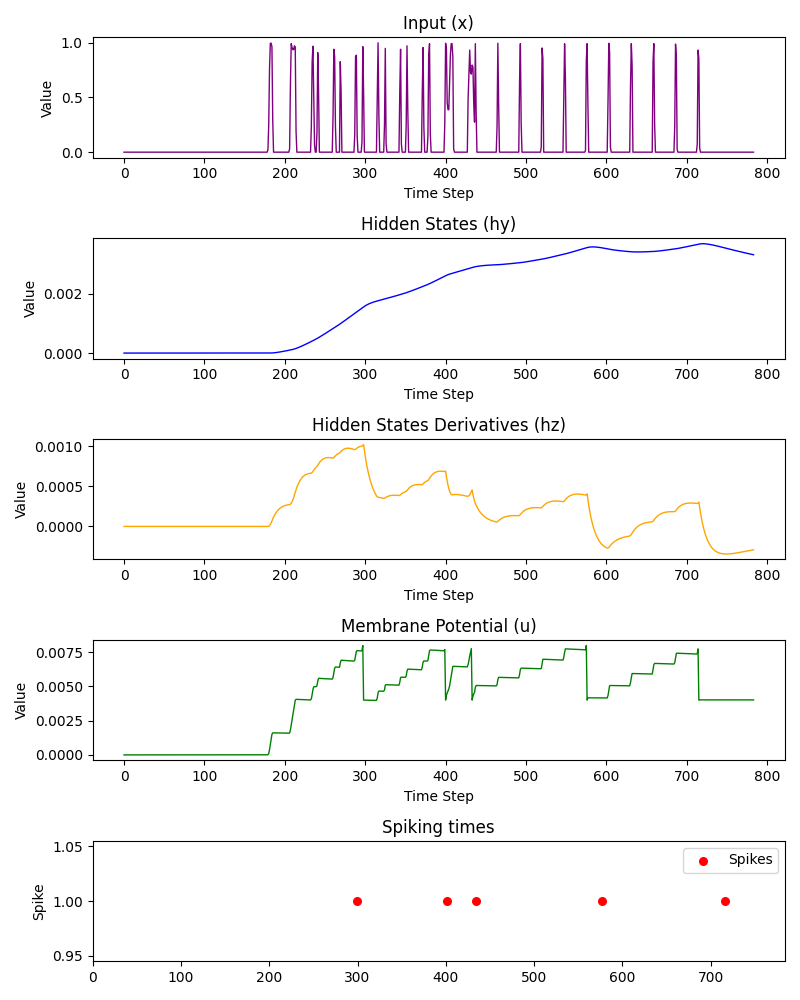 Input (x)
1.0
0.5
0.0
Value
0 100 200 300 400 500 600 700 800
Time Step
Hidden States (hy)
0.002
0.000
Value
0 100 200 300 400 500 600 700 800
Time Step
Hidden States Derivatives (hz)
0.0010
0.0005
0.0000
Value
0 100 200 300 400 500 600 700 800
Time Step
Membrane Potential (u)
0.0075
0.0050
0.0025
0.0000
Value
0 100 200 300 400 500 600 700 800
Time Step
Spiking times
1.05
1.00
0.95
Spike
Spikes
0 100 200 300 400 500 600 700